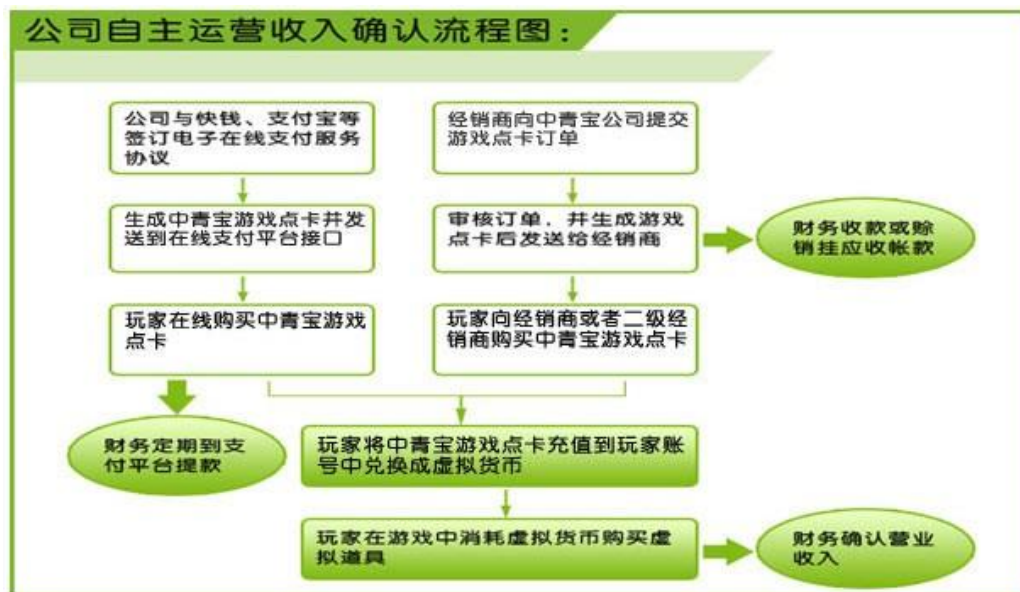 公司自主运营收入确认流程图：
公司与快钱、支付宝等
签订电子在线支付服务
协议
经销商向中青宝公司提交
游戏点卡订单
生成中青宝游戏点卡并发
送到在线支付平台接口
审核订单，并生成游戏
点卡后发送给经销商
财务收款或赊
销挂应收帐款
玩家在线购买中青宝游戏
点卡
玩家向经销商或者二级经
销商购买中青宝游戏点卡
财务定期到支
付平台提款
玩家将中青宝游戏点卡充值到玩家账
号中兑换成虚拟货币
玩家在游戏中消耗虚拟货币购买虚
拟道具
财务确认营业
收入